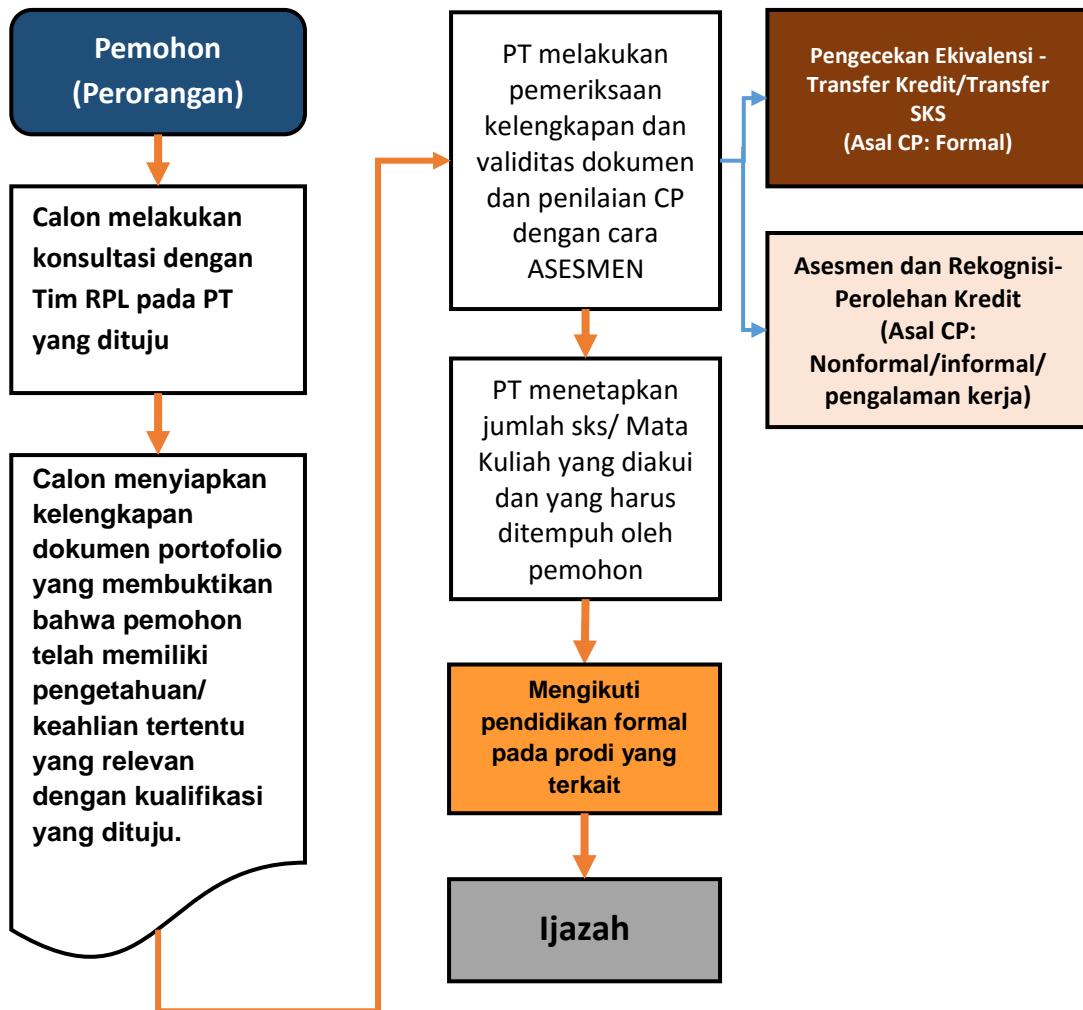 Pemohon
(Perorangan)
Calon melakukan
konsultasi dengan
Tim RPL pada PT
yang dituju
Calon menyiapkan
kelengkapan
dokumen portofolio
yang membuktikan
bahwa pemohon
telah memiliki
pengetahuan/
keahlian tertentu
yang relevan
dengan kualifikasi
yang dituju.
PT melakukan
pemeriksaan
kelengkapan dan
validitas dokumen
dan penilaian CP
dengan cara
ASESMEN
Pengecekan Ekivalensi -
Transfer Kredit/Transfer
SKS
(Asal CP: Formal)
Asesmen dan Rekognisi-
Perolehan Kredit
(Asal CP:
Nonformal/informal/
pengalaman kerja)
PT menetapkan
jumlah sks/ Mata
Kuliah yang diakui
dan yang harus
ditempuh oleh
pemohon
Mengikuti
pendidikan formal
pada prodi yang
terkait
Ijazah